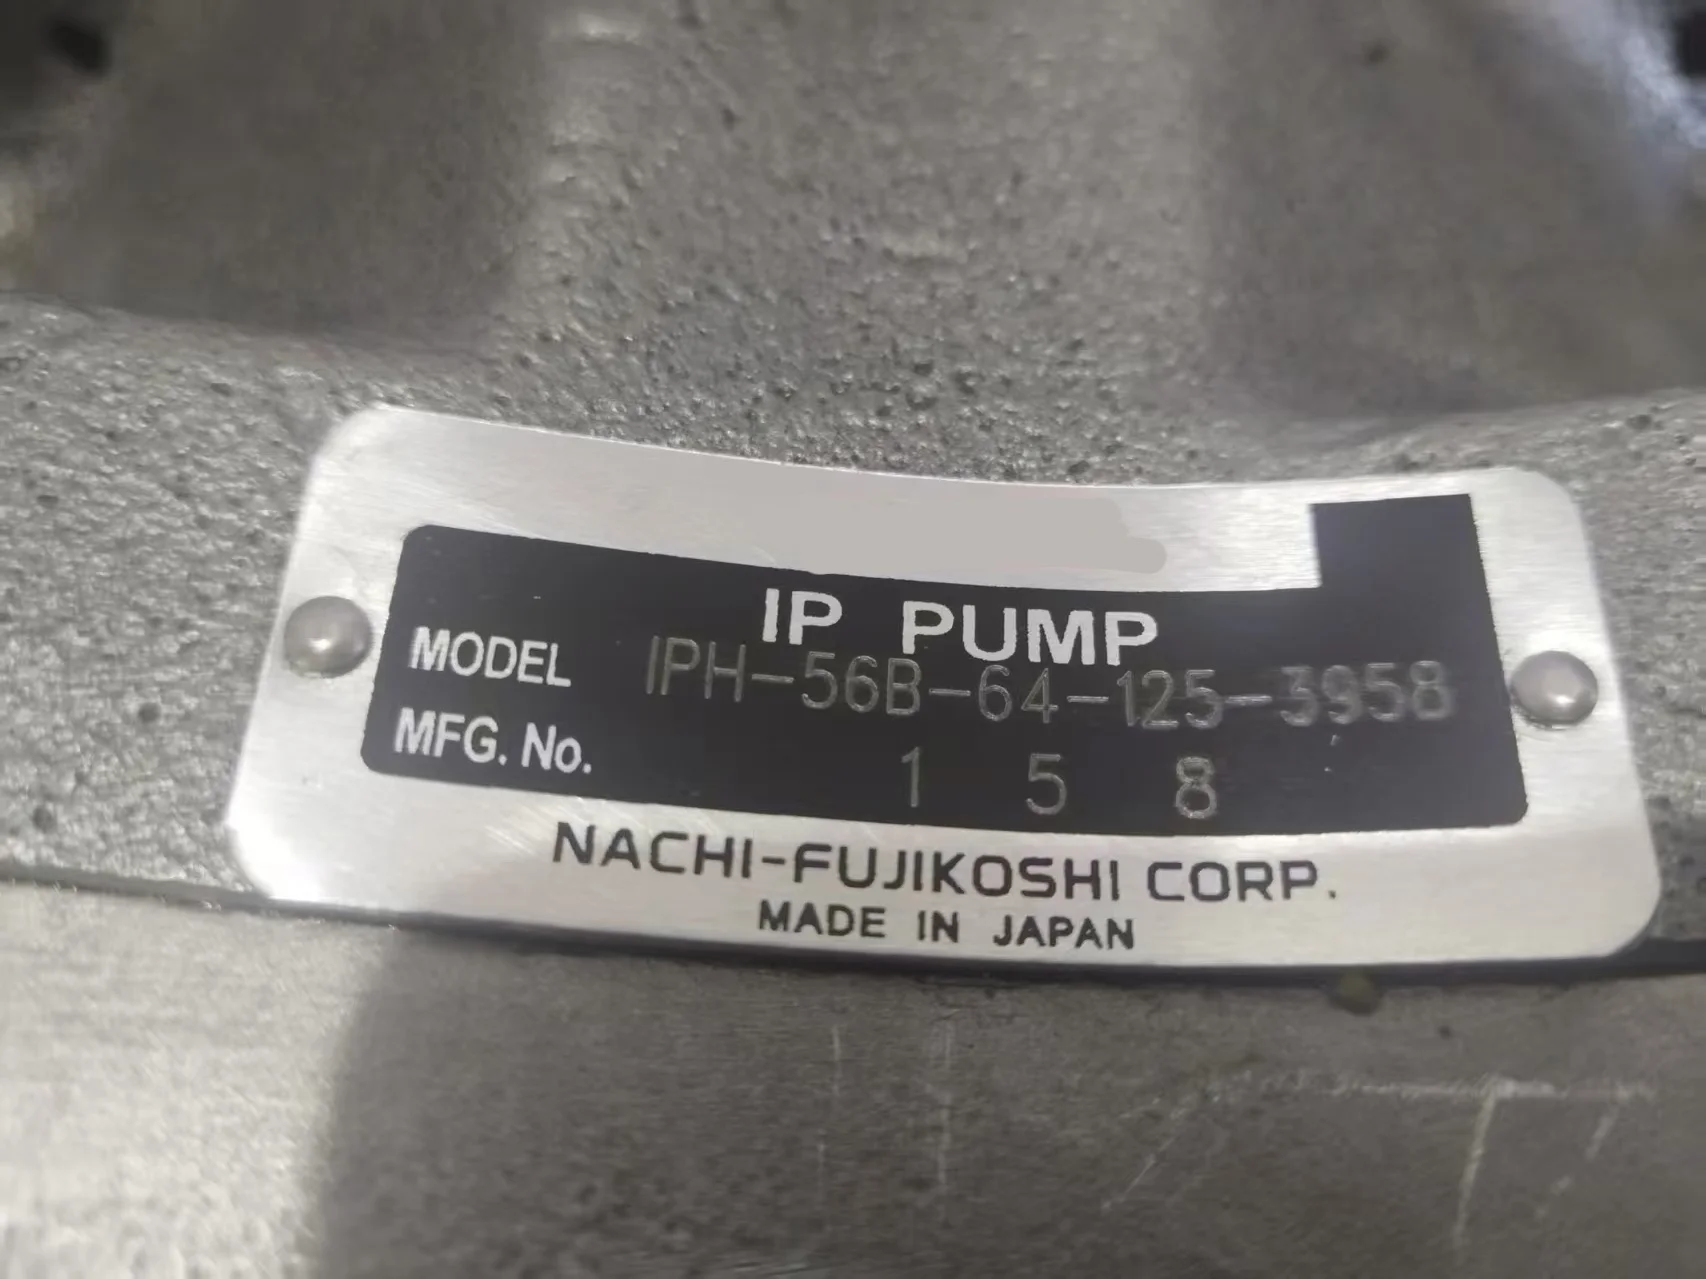 IP PUMP
MODEL IPH-56B-64-125-3958
MFG. No. 1 5 8
NACHI-FUJIKOSHI CORP.
MADE IN JAPAN